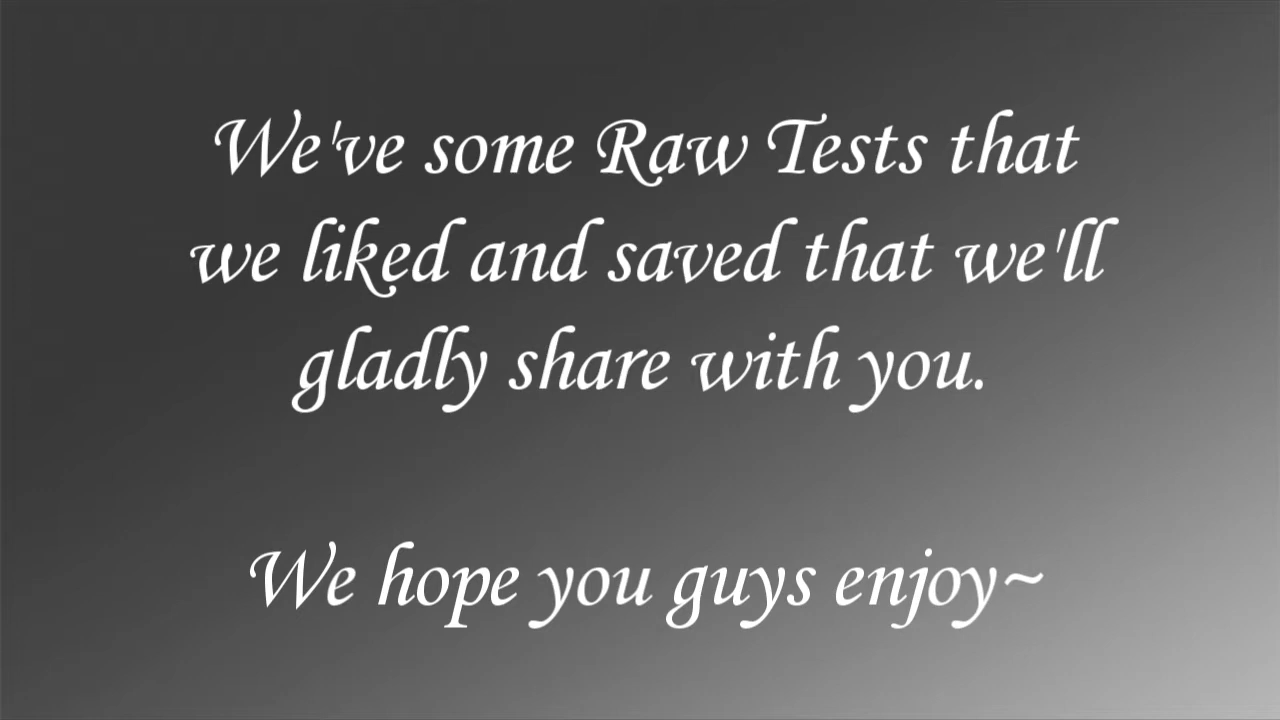 We've some Raw Tests that
we liked and saved that we'll
gladly share with you.
We hope you guys enjoy~